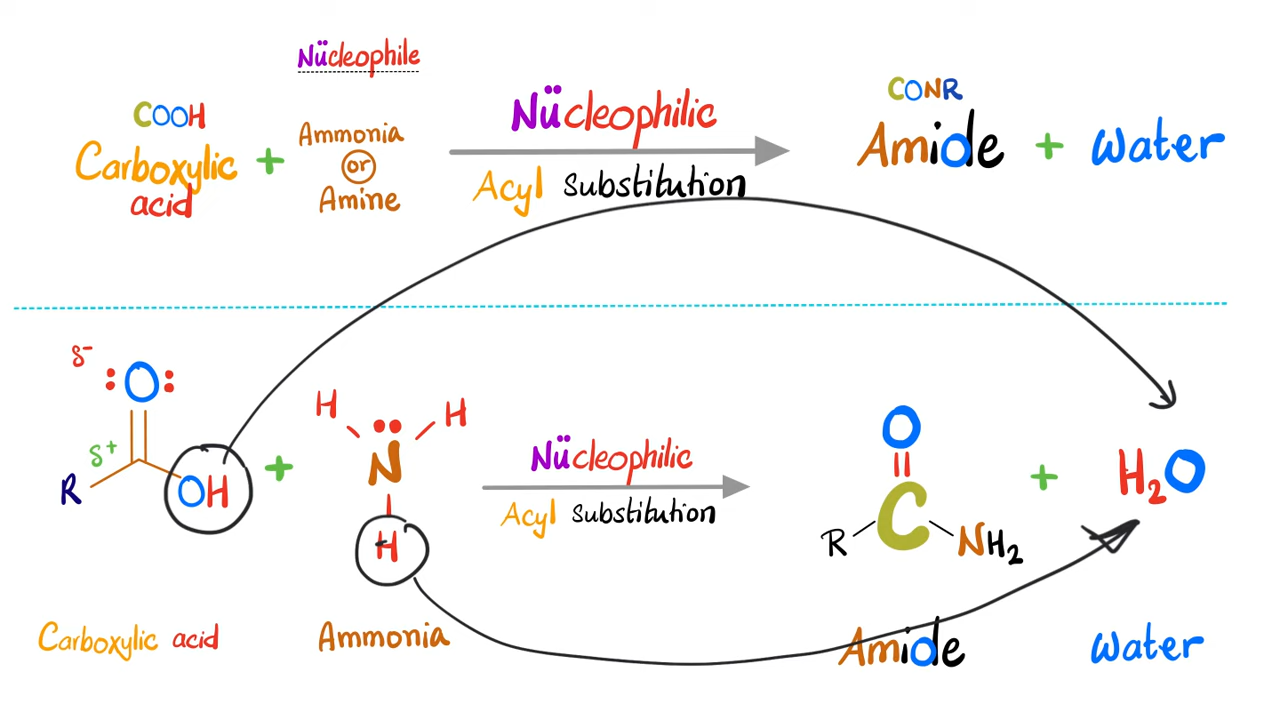 Nücleophile
COOH
Carboxylic
acid
+
Ammonia
or
Amine
Nücleophilic
Acyl Substitution
CONR
Amide + Water
δ-
:O:
δ+
R
OH
+
H H
N
H
Nücleophilic
Acyl Substitution
O
R C NH2
+
H2O
Carboxylic acid
Ammonia
Amide
Water